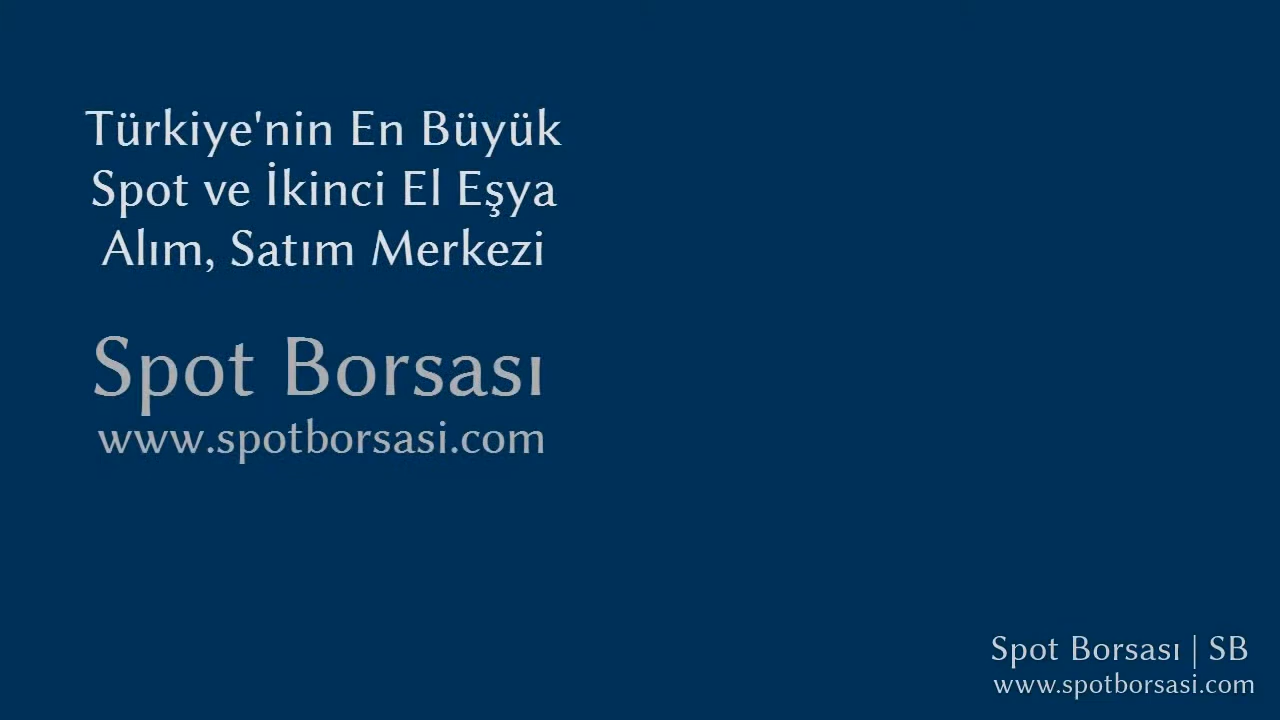 Türkiye'nin En Büyük
Spot ve İkinci El Eşya
Alım, Satım Merkezi
Spot Borsası
www.spotborsasi.com
Spot Borsası | SB
www.spotborsasi.com